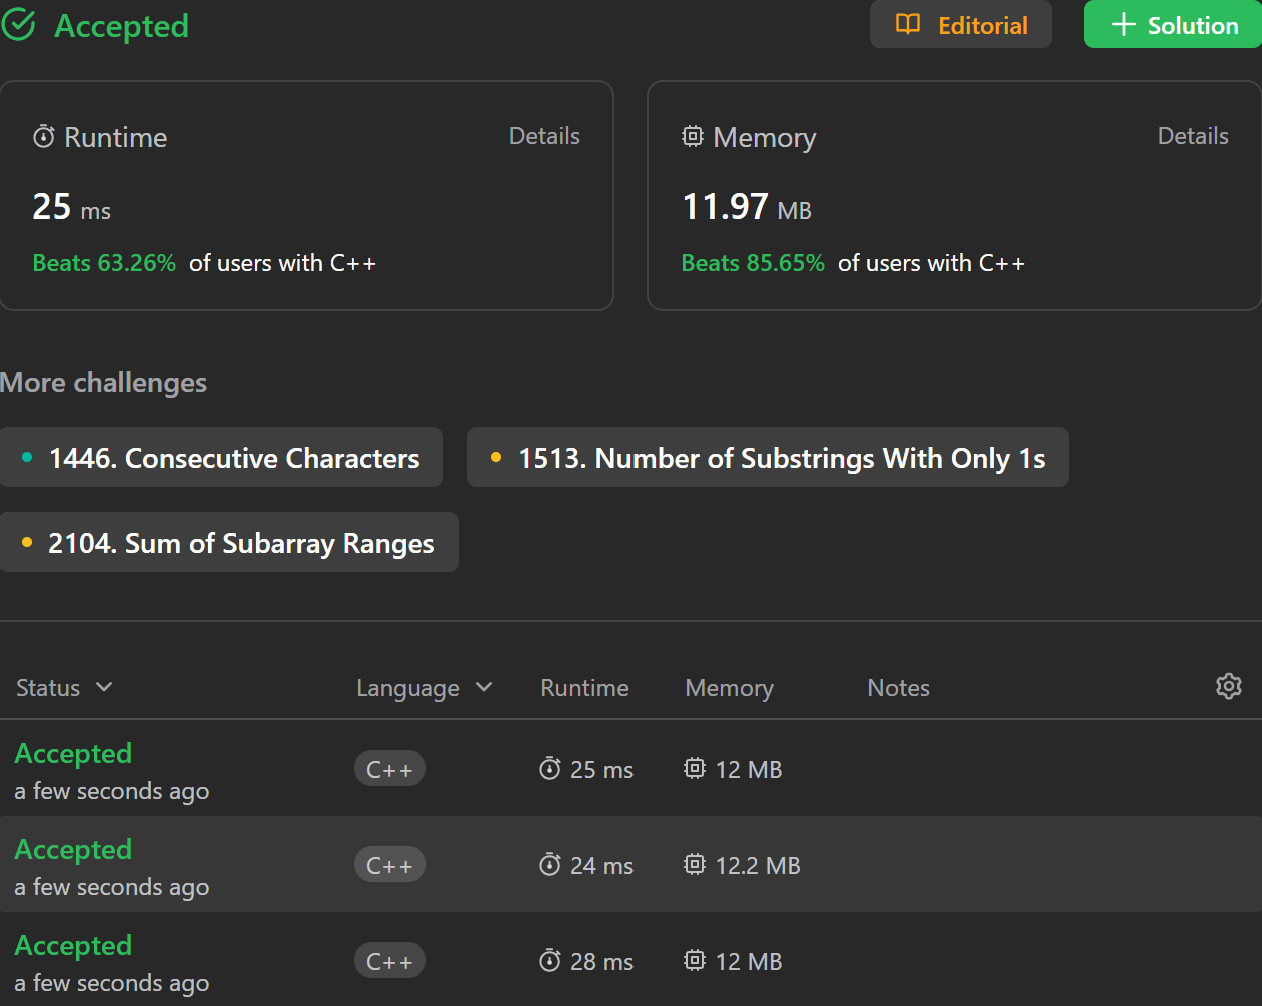 Accepted
Editorial
Solution
Runtime
Details
25 ms
Beats 63.26% of users with C++
Memory
Details
11.97 MB
Beats 85.65% of users with C++
More challenges
1446. Consecutive Characters
1513. Number of Substrings With Only 1s
2104. Sum of Subarray Ranges
Status Language Runtime Memory Notes
Accepted
a few seconds ago
C++ 25 ms 12 MB
Accepted
a few seconds ago
C++ 24 ms 12.2 MB
Accepted
a few seconds ago
C++ 28 ms 12 MB